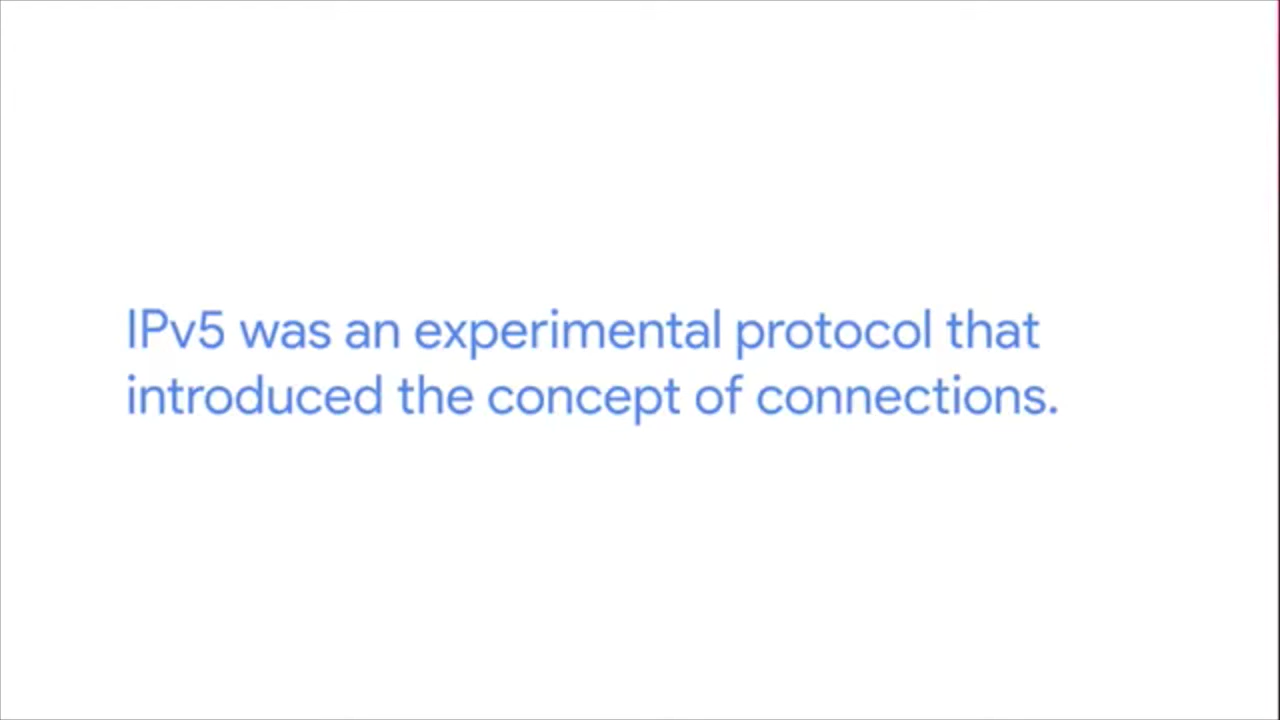 IPv5 was an experimental protocol that
introduced the concept of connections.